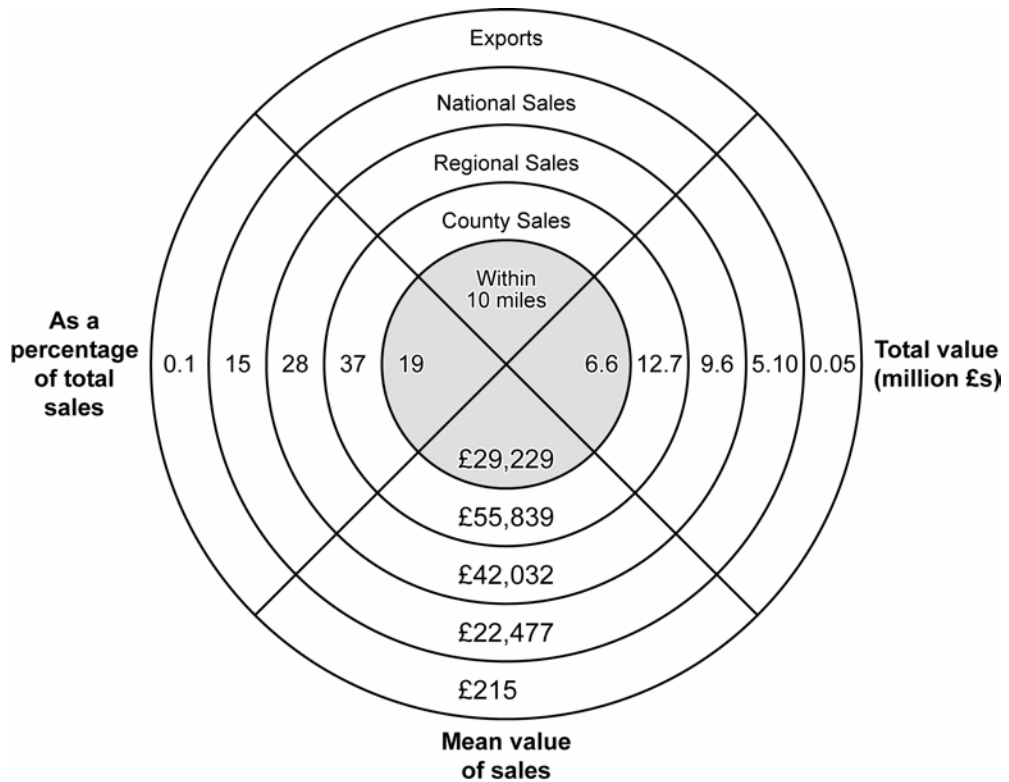 Exports
National Sales
Regional Sales
County Sales
Within
10 miles
As a
percentage
of total
sales
0.1 15 28 37 19 6.6 12.7 9.6 5.10 0.05
Total value
(million £s)
£29,229
£55,839
£42,032
£22,477
£215
Mean value
of sales